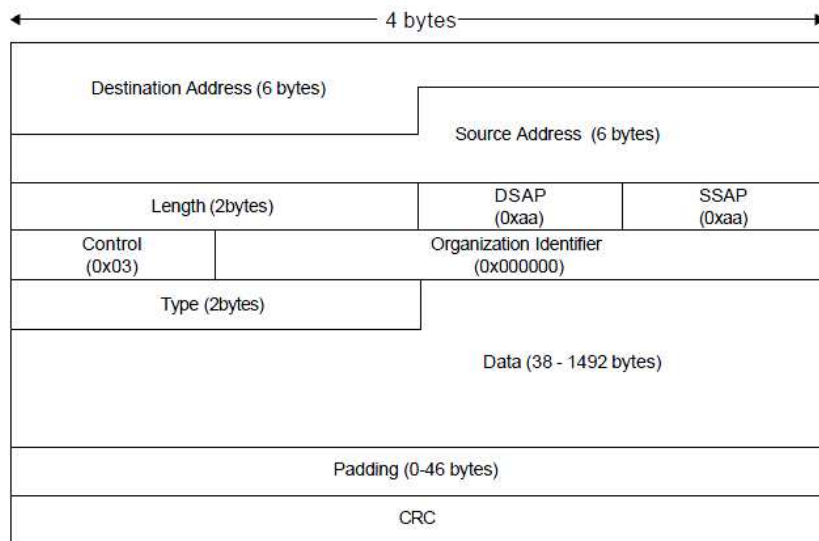 4 bytes
Destination Address (6 bytes)
Source Address (6 bytes)
Length (2bytes)
DSAP
(0xaa)
SSAP
(0xaa)
Control
(0x03)
Organization Identifier
(0x000000)
Type (2bytes)
Data (38 - 1492 bytes)
Padding (0-46 bytes)
CRC